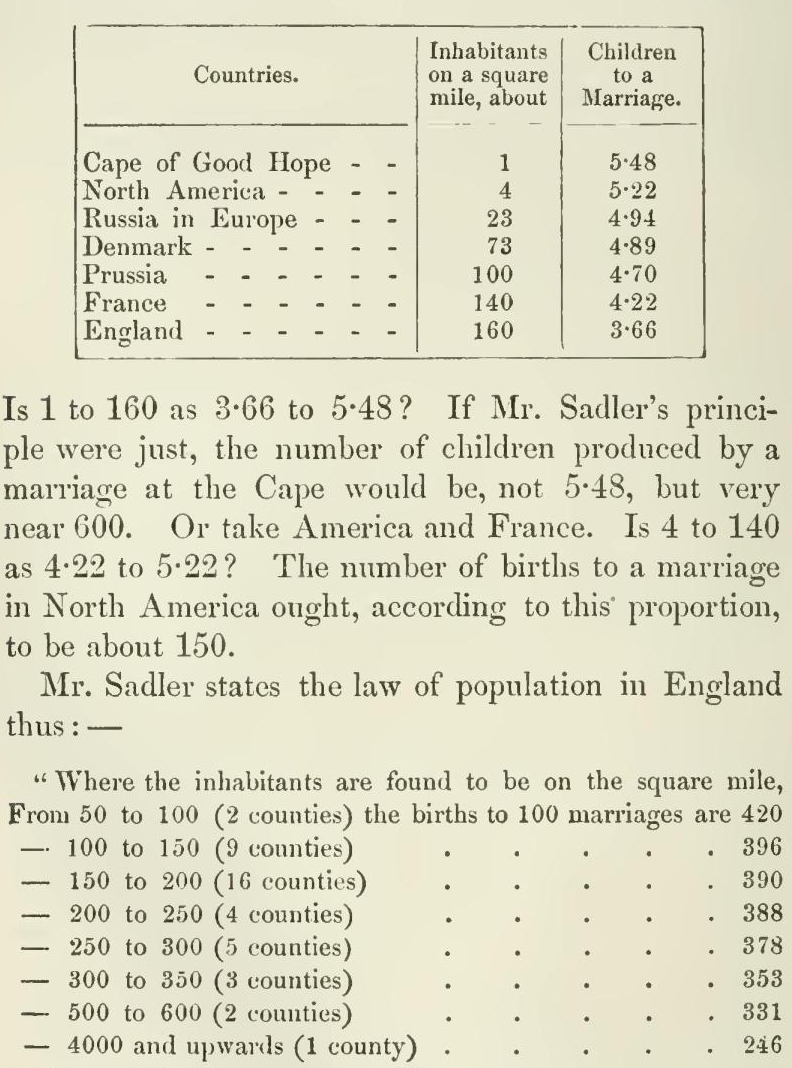 Countries. Inhabitants on a square mile, about Children to a Marriage.
Cape of Good Hope - - 1 5·48
North America - - - - 4 5·22
Russia in Europe - - - 23 4·94
Denmark - - - - - - 73 4·89
Prussia - - - - - - 100 4·70
France - - - - - - 140 4·22
England - - - - - - 160 3·66
Is 1 to 160 as 3·66 to 5·48? If Mr. Sadler's princi-
ple were just, the number of children produced by a
marriage at the Cape would be, not 5·48, but very
near 600. Or take America and France. Is 4 to 140
as 4·22 to 5·22? The number of births to a marriage
in North America ought, according to this proportion,
to be about 150.
Mr. Sadler states the law of population in England
thus: —
“Where the inhabitants are found to be on the square mile,
From 50 to 100 (2 counties) the births to 100 marriages are 420
— 100 to 150 (9 counties) . . . . . 396
— 150 to 200 (16 counties) . . . . . 390
— 200 to 250 (4 counties) . . . . . 388
— 250 to 300 (5 counties) . . . . . 378
— 300 to 350 (3 counties) . . . . . 353
— 500 to 600 (2 counties) . . . . . 331
— 4000 and upwards (1 county) . . . . . 246